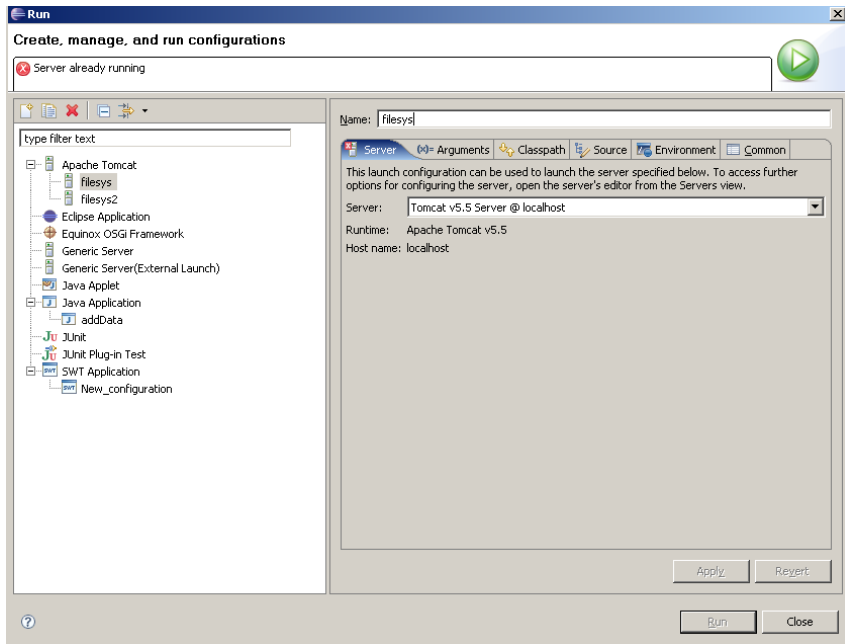 Run
Create, manage, and run configurations
Server already running
Name: filesys
type filter text
Server (x)= Arguments Classpath Source Environment Common
This launch configuration can be used to launch the server specified below. To access further
options for configuring the server, open the server's editor from the Servers view.
Server: Tomcat v5.5 Server @ localhost
Runtime: Apache Tomcat v5.5
Host name: localhost
Apache Tomcat
filesys
filesys2
Eclipse Application
Equinox OSGi Framework
Generic Server
Generic Server(External Launch)
Java Applet
Java Application
addData
JUnit
JUnit Plug-in Test
SWT Application
New_configuration
Apply Revert
Run Close